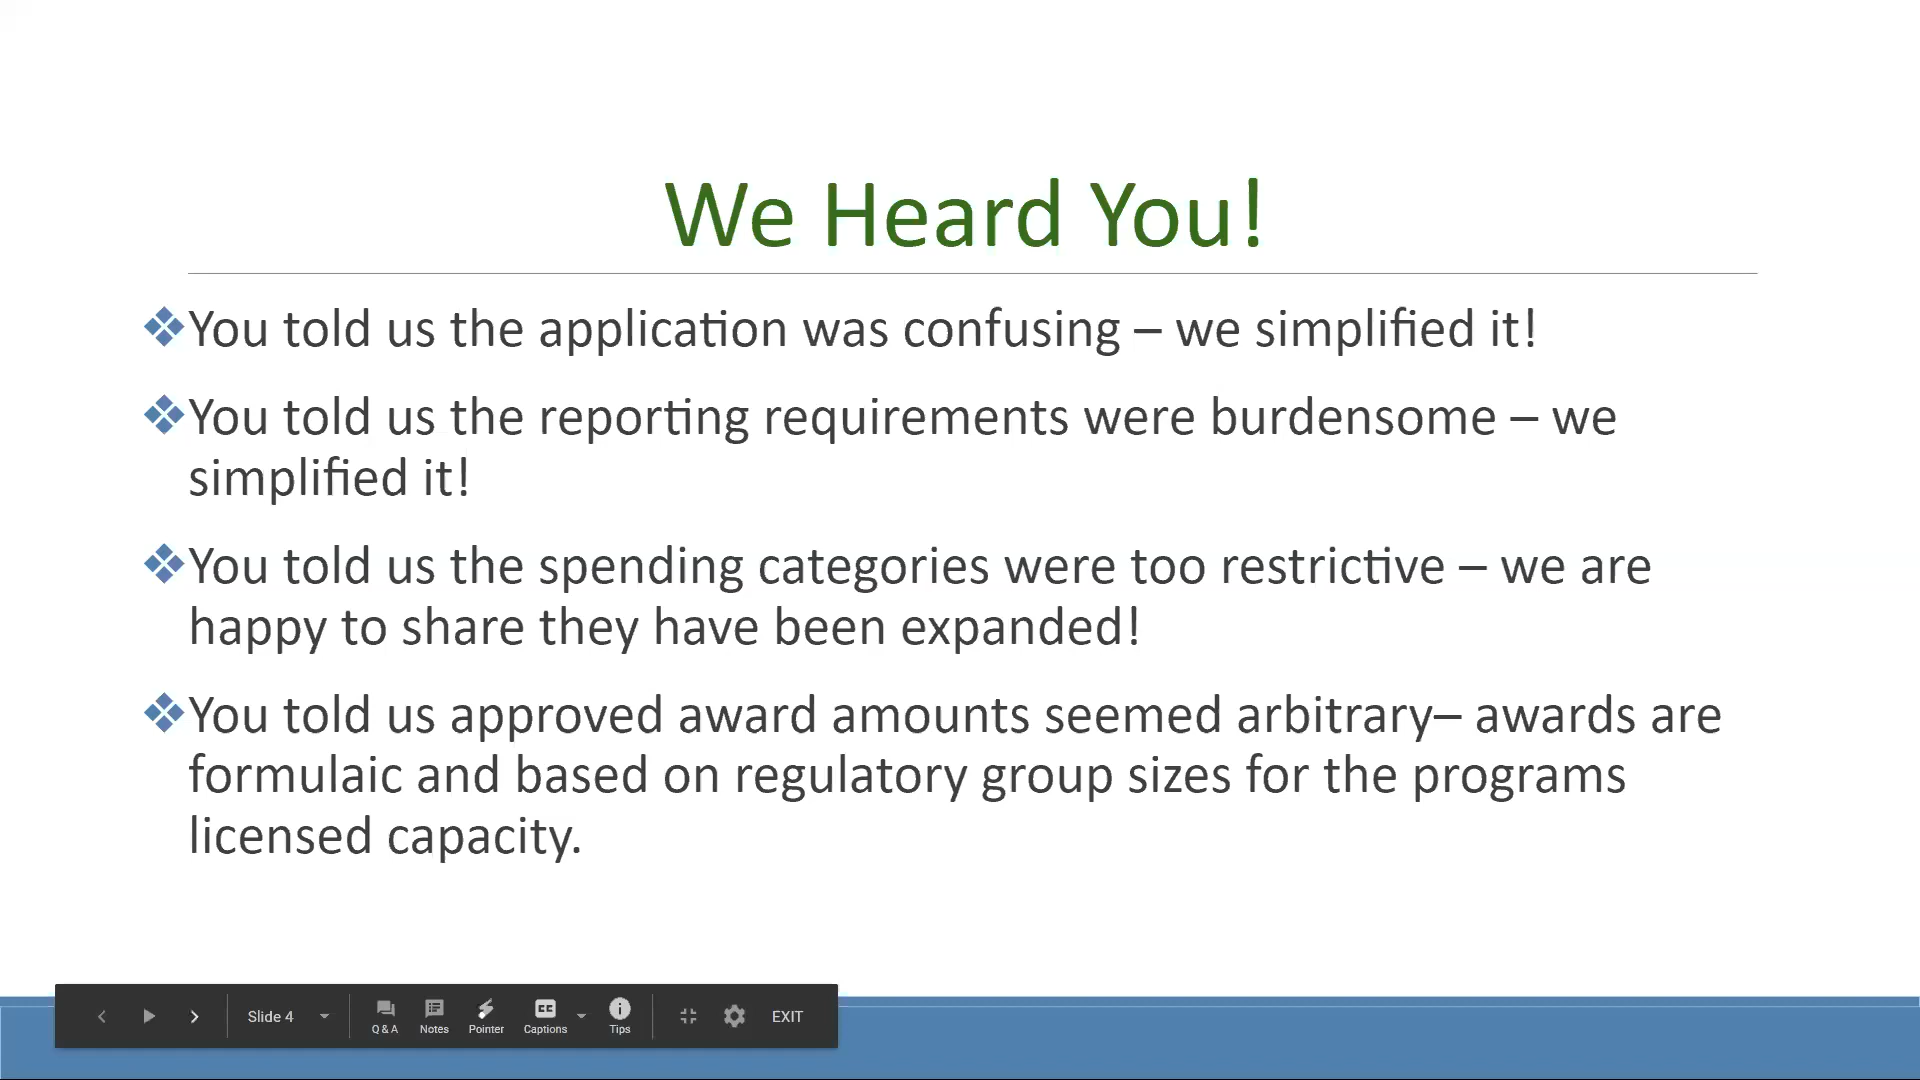 We Heard You!
You told us the application was confusing – we simplified it!
You told us the reporting requirements were burdensome – we
simplified it!
You told us the spending categories were too restrictive – we are
happy to share they have been expanded!
You told us approved award amounts seemed arbitrary– awards are
formulaic and based on regulatory group sizes for the programs
licensed capacity.
Slide 4
Q & A
Notes
Pointer
CC
Captions
Tips
EXIT